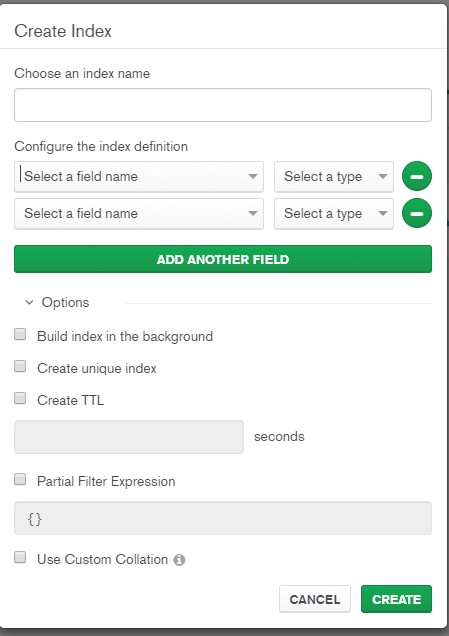 Create Index
Choose an index name
Configure the index definition
Select a field name Select a type
Select a field name Select a type
ADD ANOTHER FIELD
Options
Build index in the background
Create unique index
Create TTL
seconds
Partial Filter Expression
{}
Use Custom Collation i
CANCEL CREATE